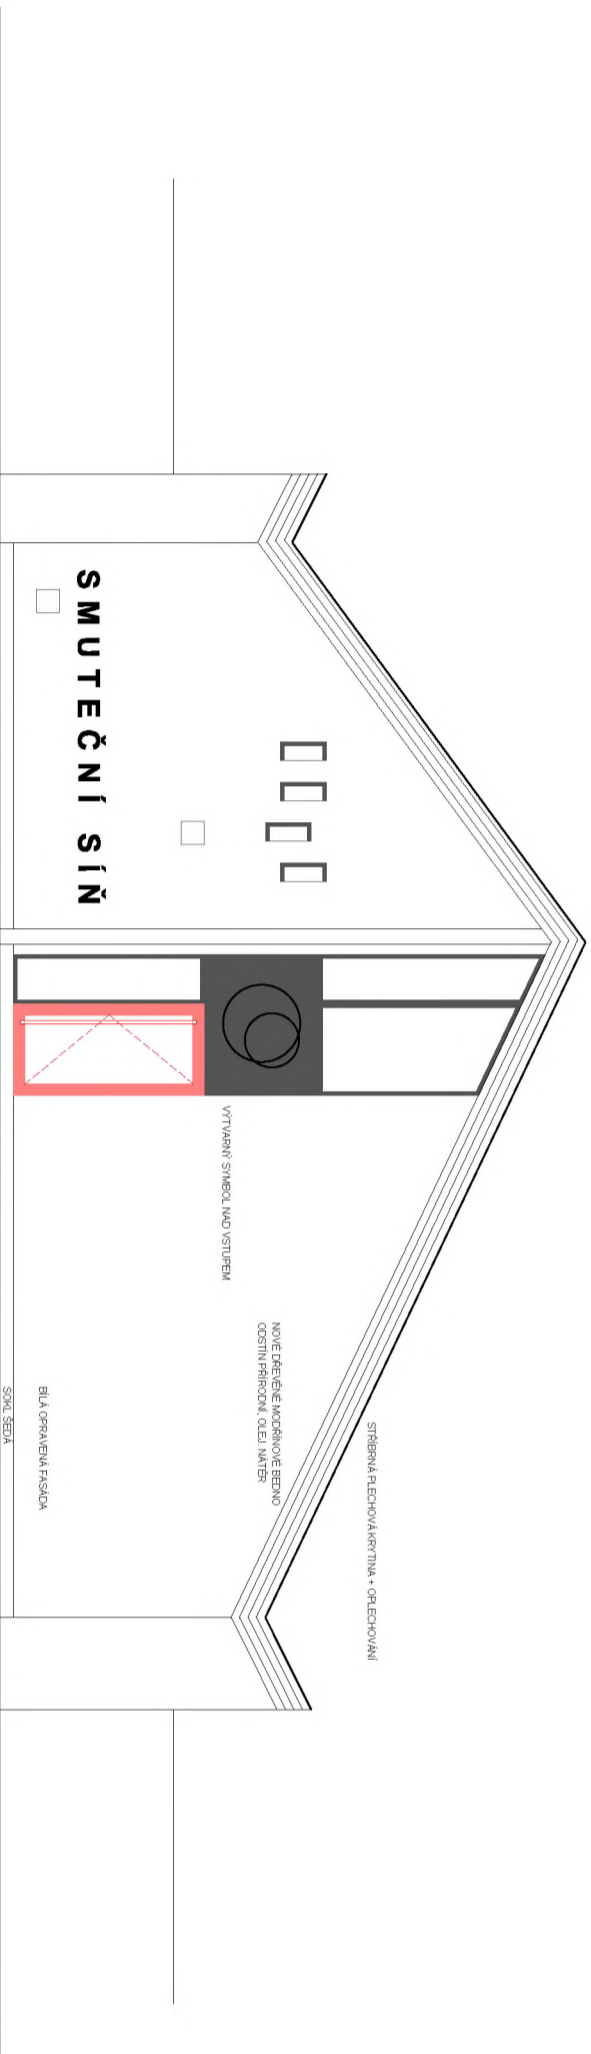 STŘÍBRNÁ PLECHOVÁ KRYTINA + OPLECHOVÁNÍ
NOVÉ DŘEVĚNÉ MODŘÍNOVÉ BEDNO
ODSTÍN PŘÍRODNÍ, OLEJ. NÁTĚR
VÝTVARNÝ SYMBOL NAD VSTUPEM
SMUTEČNÍ SÍŇ
BÍLÁ OPRAVENÁ FASÁDA
SOKL ŠEDÁ